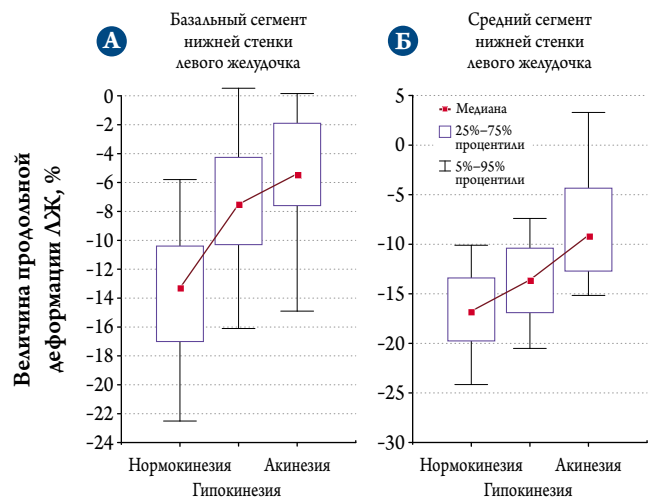 А
Базальный сегмент
нижней стенки
левого желудочка
Б
Средний сегмент
нижней стенки
левого желудочка
Величина продольной
деформации ЛЖ, %
0
-2
-4
-6
-8
-10
-12
-14
-16
-18
-20
-22
-24
Нормокинезия
Гипокинезия
Акинезия
5
0
-5
-10
-15
-20
-25
-30
Медиана
25%–75%
процентили
5%–95%
процентили
Нормокинезия
Гипокинезия
Акинезия